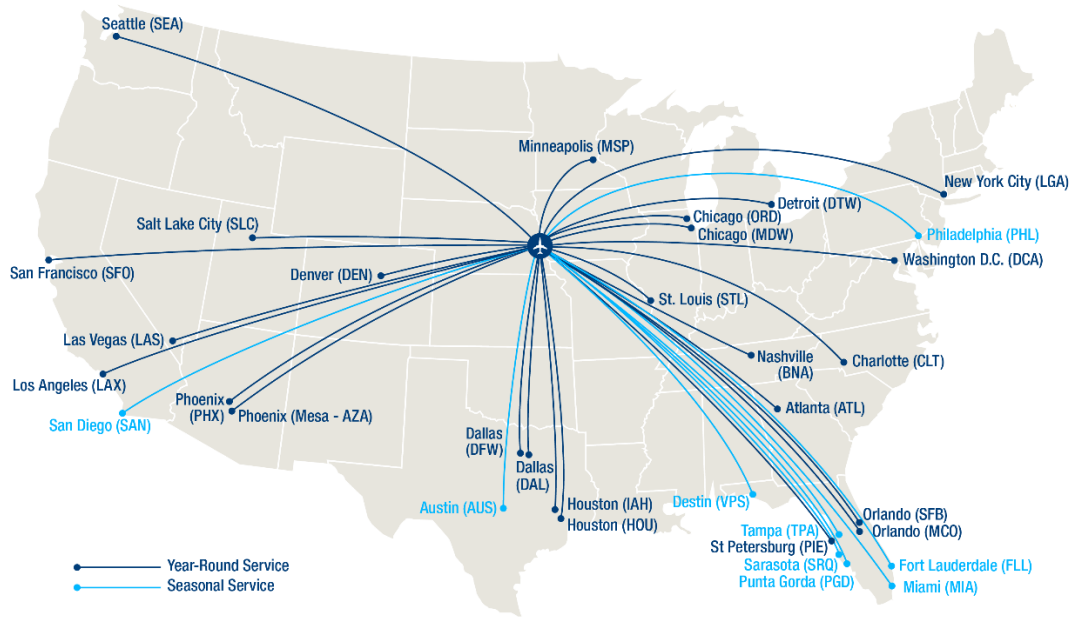 Seattle (SEA)
Minneapolis (MSP)
New York City (LGA)
Detroit (DTW)
Salt Lake City (SLC)
Chicago (ORD)
Chicago (MDW)
Philadelphia (PHL)
San Francisco (SFO)
Denver (DEN)
Washington D.C. (DCA)
St. Louis (STL)
Las Vegas (LAS)
Nashville
(BNA)
Charlotte (CLT)
Los Angeles (LAX)
Phoenix
(PHX)
Phoenix (Mesa - AZA)
San Diego (SAN)
Atlanta (ATL)
Dallas
(DFW)
Dallas
(DAL)
Austin (AUS)
Houston (IAH)
Houston (HOU)
Destin (VPS)
Orlando (SFB)
Orlando (MCO)
Tampa (TPA)
St Petersburg (PIE)
Sarasota (SRQ)
Punta Gorda (PGD)
Fort Lauderdale (FLL)
Miami (MIA)
Year-Round Service
Seasonal Service